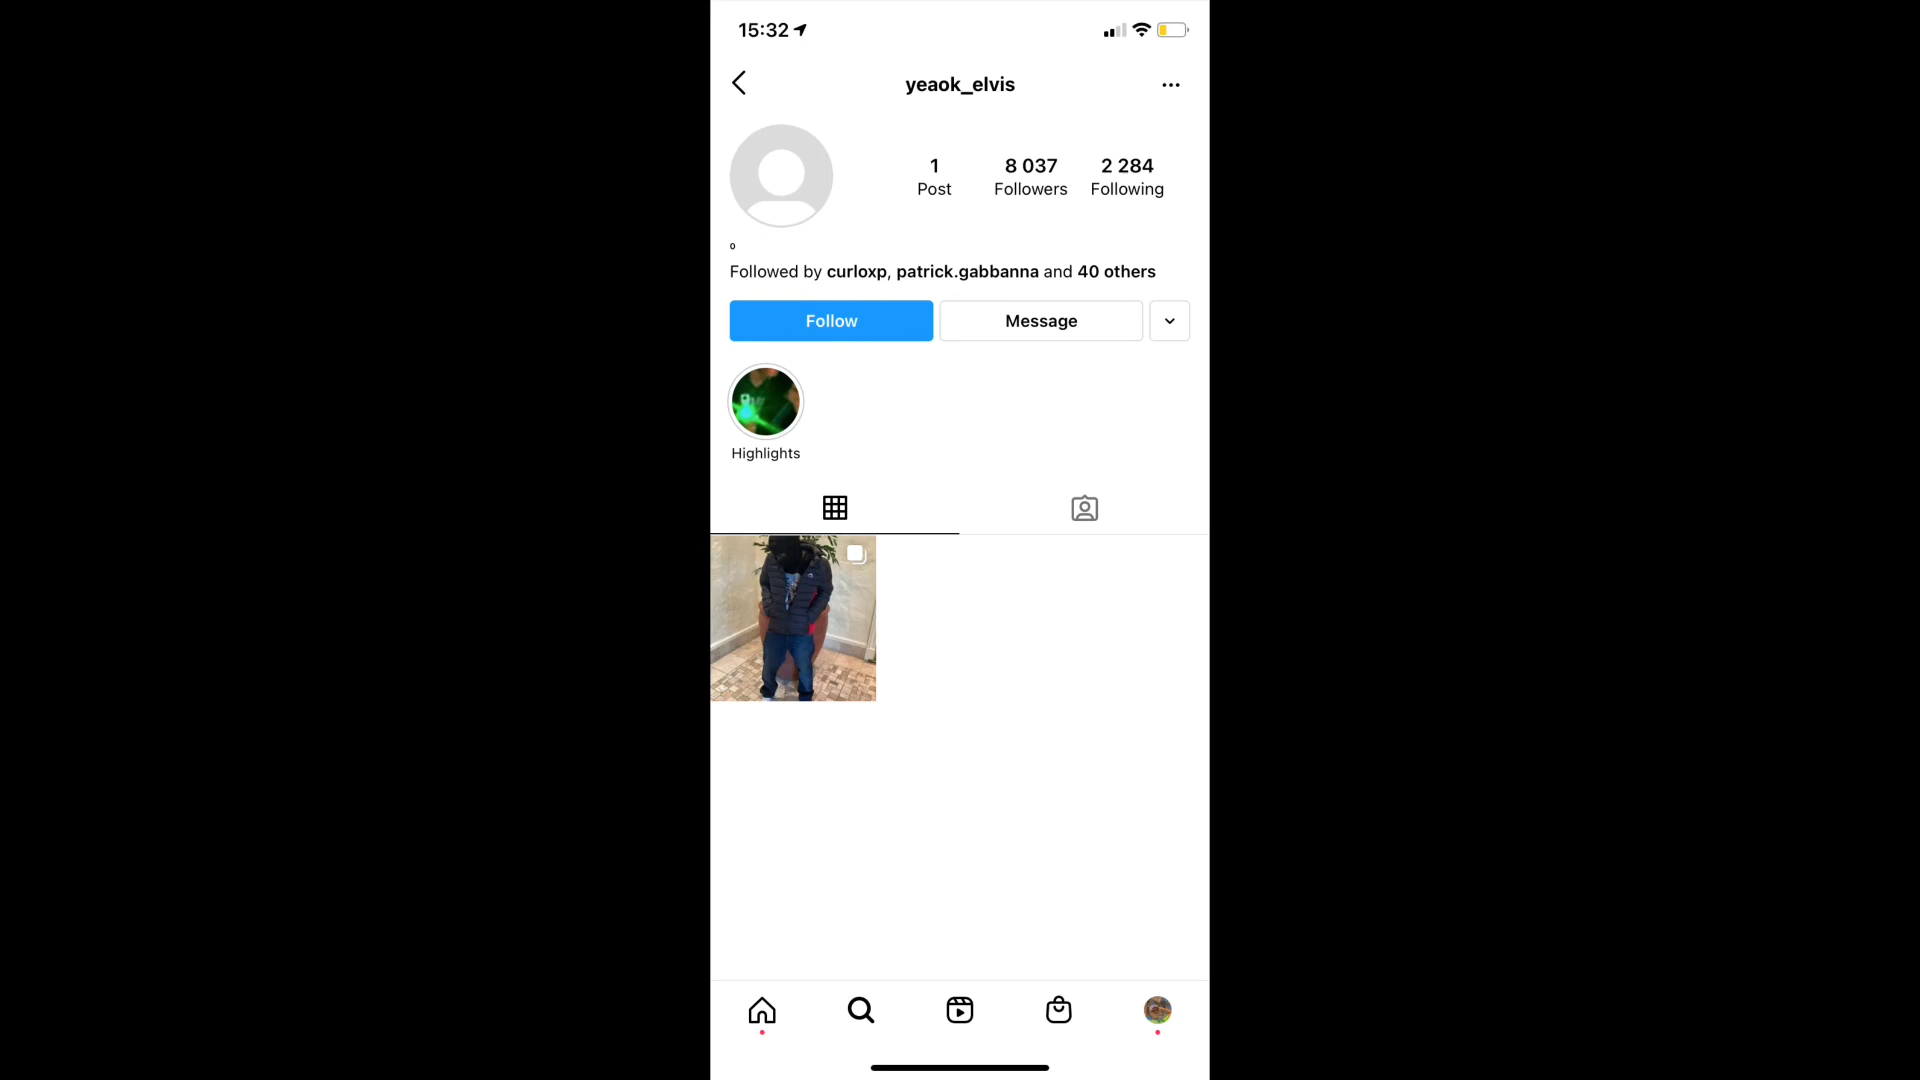 15:32
yeaok_elvis
1 8 037 2 284
Post Followers Following
o
Followed by curloxp, patrick.gabbanna and 40 others
Follow Message
Highlights